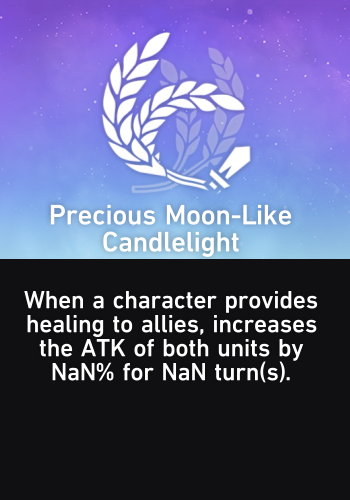 Precious Moon-Like
Candlelight
When a character provides
healing to allies, increases
the ATK of both units by
NaN% for NaN turn(s).